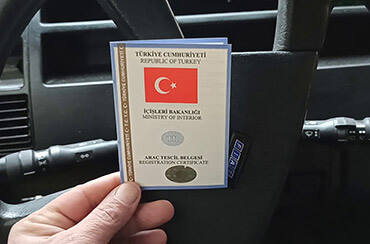 TÜRKİYE CUMHURİYETİ
REPUBLIC OF TURKEY
İÇİŞLERİ BAKANLIĞI
MINISTRY OF INTERIOR
ARAÇ TESCİL BELGESİ
REGISTRATION CERTIFICATE